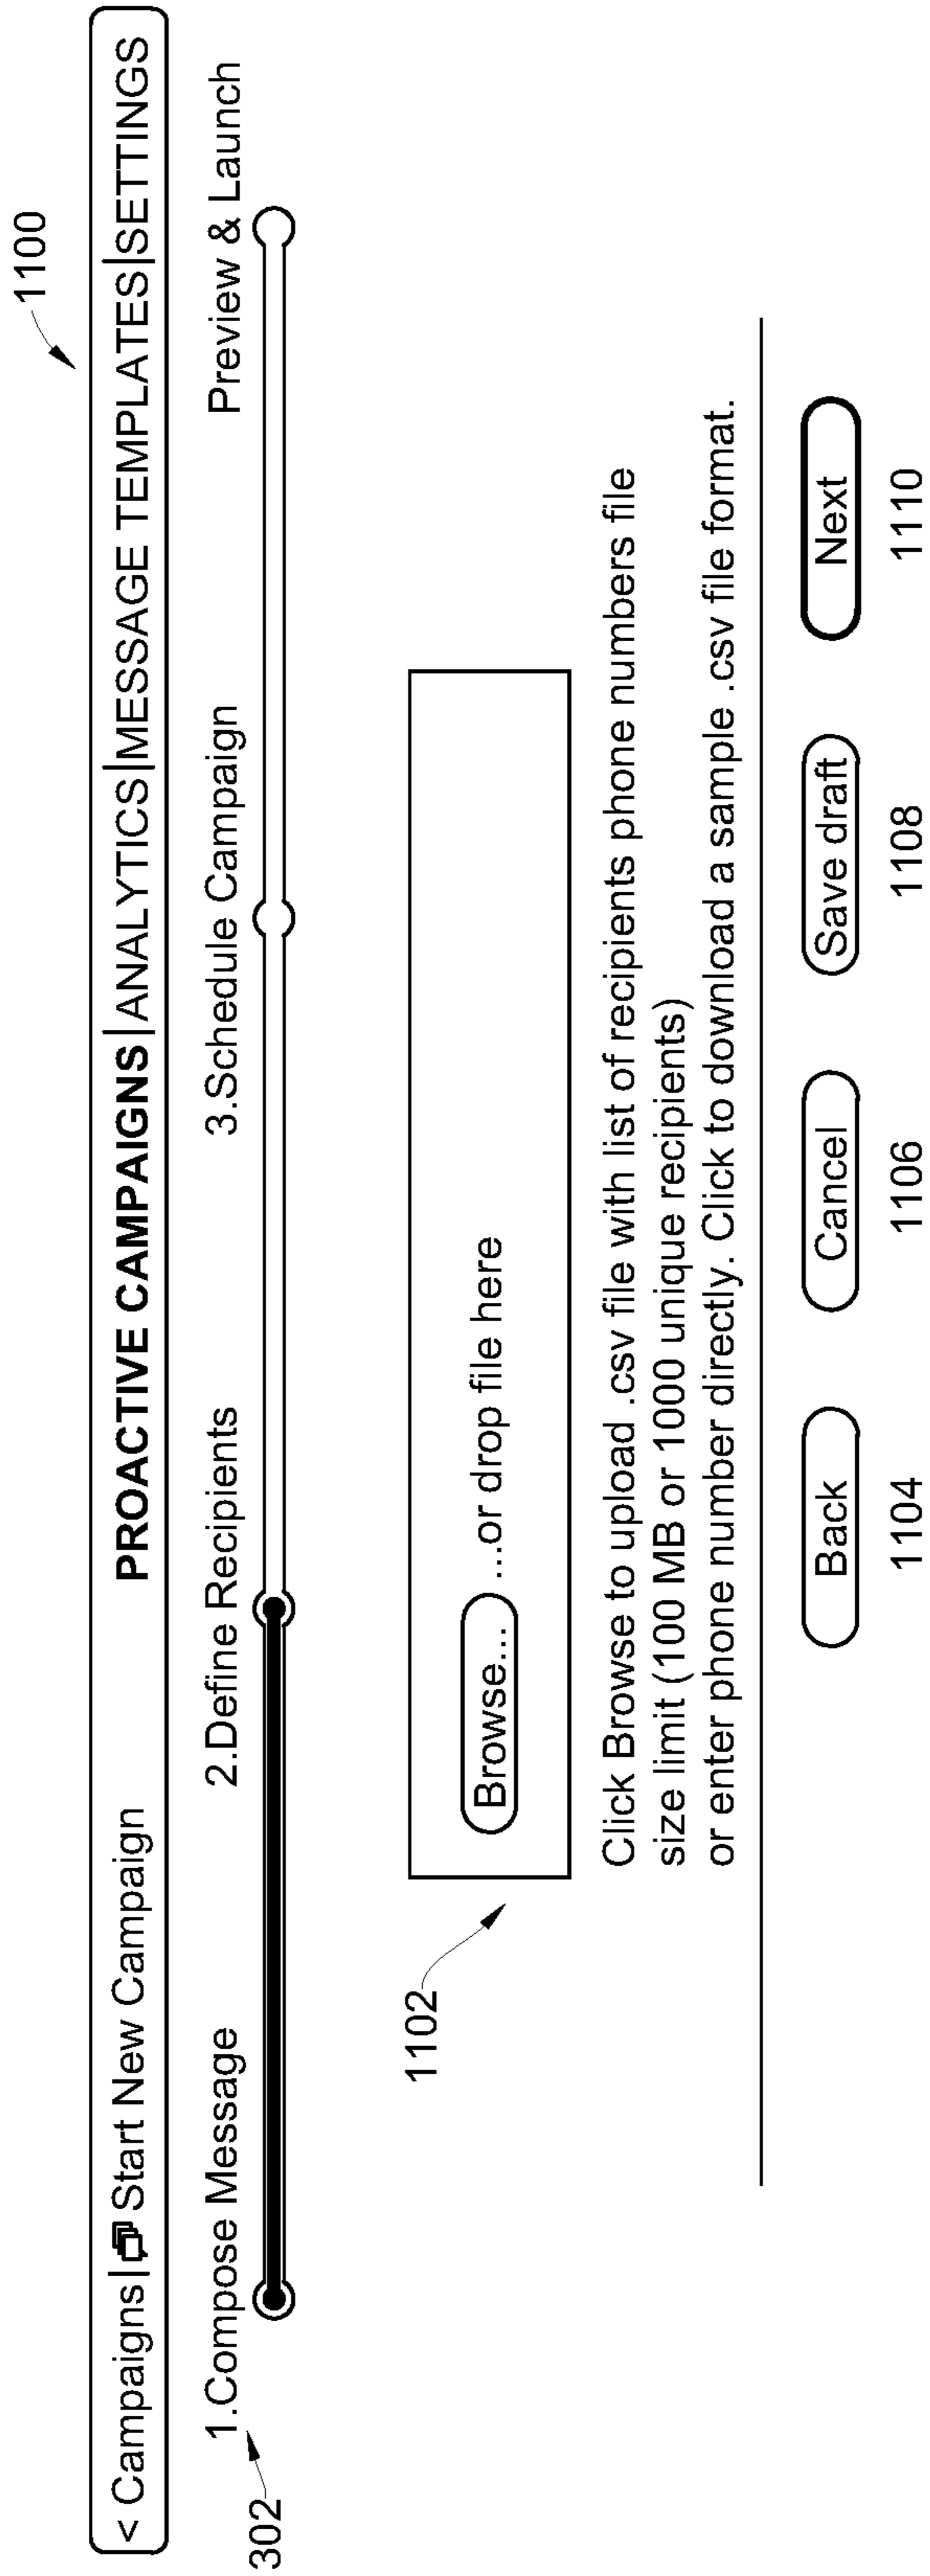 1100
< Campaigns| Start New Campaign PROACTIVE CAMPAIGNS|ANALYTICS|MESSAGE TEMPLATES|SETTINGS
302
1.Compose Message 2.Define Recipients 3.Schedule Campaign Preview & Launch
1102
Browse... ...or drop file here
Click Browse to upload .csv file with list of recipients phone numbers file
size limit (100 MB or 1000 unique recipients)
or enter phone number directly. Click to download a sample .csv file format.
Back Cancel Save draft Next
1104 1106 1108 1110